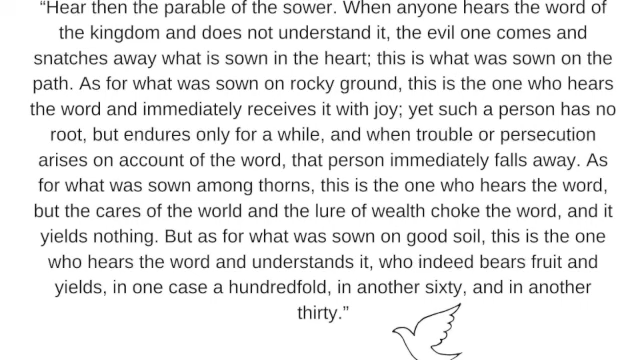 “Hear then the parable of the sower. When anyone hears the word of
the kingdom and does not understand it, the evil one comes and
snatches away what is sown in the heart; this is what was sown on the
path. As for what was sown on rocky ground, this is the one who hears
the word and immediately receives it with joy; yet such a person has no
root, but endures only for a while, and when trouble or persecution
arises on account of the word, that person immediately falls away. As
for what was sown among thorns, this is the one who hears the word,
but the cares of the world and the lure of wealth choke the word, and it
yields nothing. But as for what was sown on good soil, this is the one
who hears the word and understands it, who indeed bears fruit and
yields, in one case a hundredfold, in another sixty, and in another
thirty.”